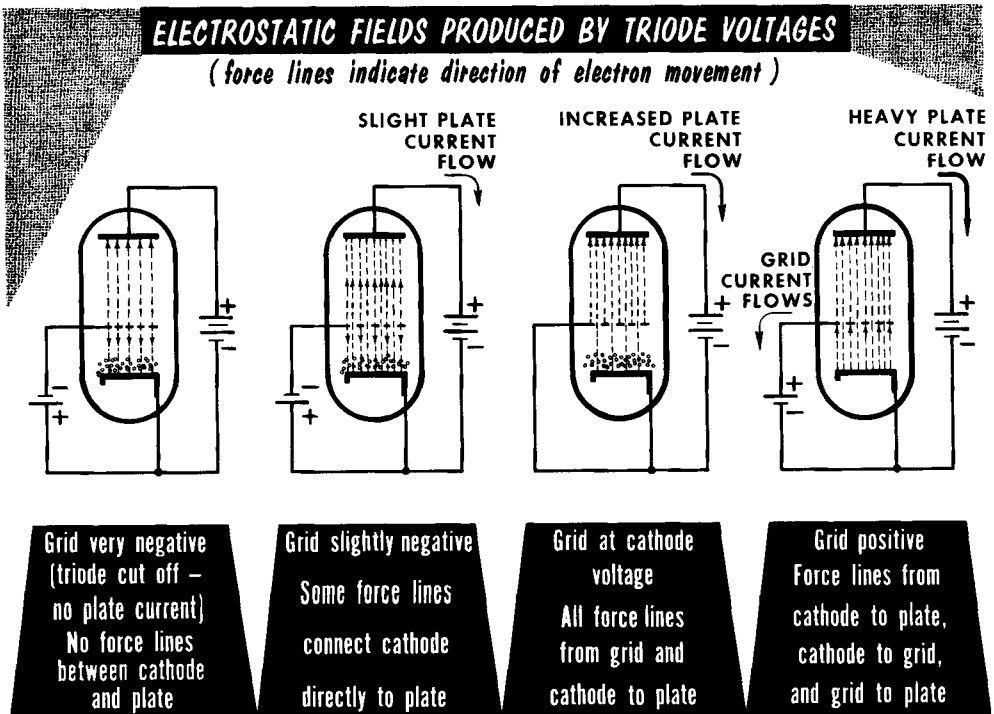 ELECTROSTATIC FIELDS PRODUCED BY TRIODE VOLTAGES
(force lines indicate direction of electron movement)
SLIGHT PLATE
CURRENT
FLOW
INCREASED PLATE
CURRENT
FLOW
HEAVY PLATE
CURRENT
FLOW
GRID
CURRENT
FLOWS
+
-
-
+
+
-
-
+
+
-
+
-
+
-
Grid very negative
(triode cut off –
no plate current)
No force lines
between cathode
and plate
Grid slightly negative
Some force lines
connect cathode
directly to plate
Grid at cathode
voltage
All force lines
from grid and
cathode to plate
Grid positive
Force lines from
cathode to plate,
cathode to grid,
and grid to plate